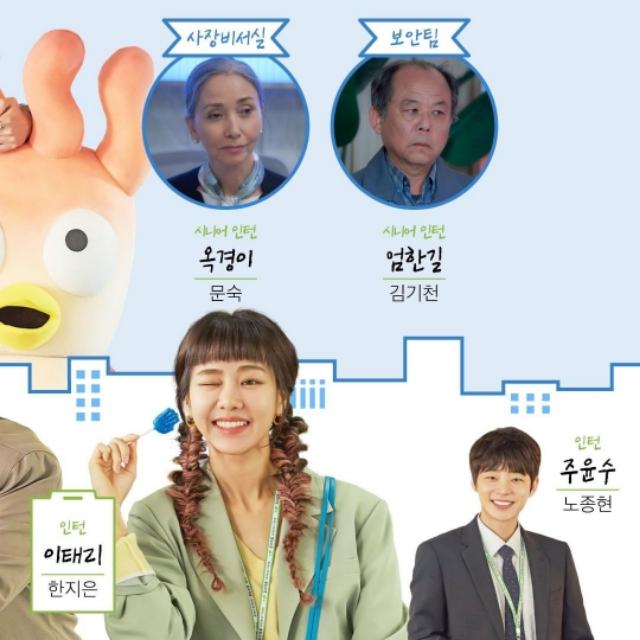 사장비서실
보안팀
시니어 인턴
옥경이
문숙
시니어 인턴
엄한길
김기천
인턴
주윤수
노종현
인턴
이태리
한지은